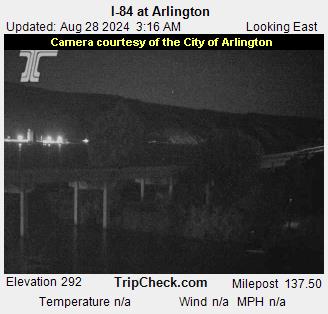 I-84 at Arlington
Updated: Aug 28 2024 3:16 AM Looking East
Camera courtesy of the City of Arlington
Elevation 292 TripCheck.com Milepost 137.50
Temperature n/a Wind n/a MPH n/a